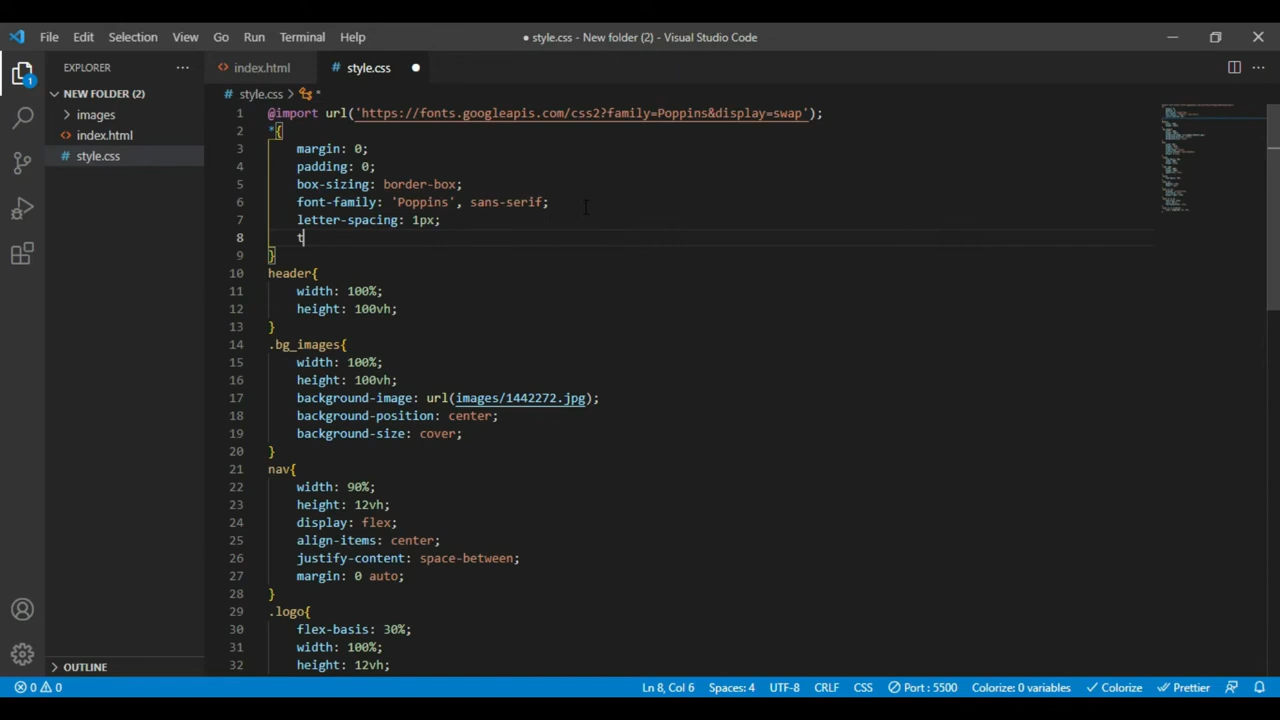 File Edit Selection View Go Run Terminal Help
● style.css - New folder (2) - Visual Studio Code
EXPLORER ···
index.html
# style.css ●
NEW FOLDER (2)
images
index.html
# style.css
OUTLINE
style.css > *
1 @import url('https://fonts.googleapis.com/css2?family=Poppins&display=swap');
2 *{
3 margin: 0;
4 padding: 0;
5 box-sizing: border-box;
6 font-family: 'Poppins', sans-serif;
7 letter-spacing: 1px;
8 t
9 }
10 header{
11 width: 100%;
12 height: 100vh;
13 }
14 .bg_images{
15 width: 100%;
16 height: 100vh;
17 background-image: url(images/1442272.jpg);
18 background-position: center;
19 background-size: cover;
20 }
21 nav{
22 width: 90%;
23 height: 12vh;
24 display: flex;
25 align-items: center;
26 justify-content: space-between;
27 margin: 0 auto;
28 }
29 .logo{
30 flex-basis: 30%;
31 width: 100%;
32 height: 12vh;
1
0 0 Ln 8, Col 6 Spaces: 4 UTF-8 CRLF CSS Port : 5500 Colorize: 0 variables Colorize Prettier